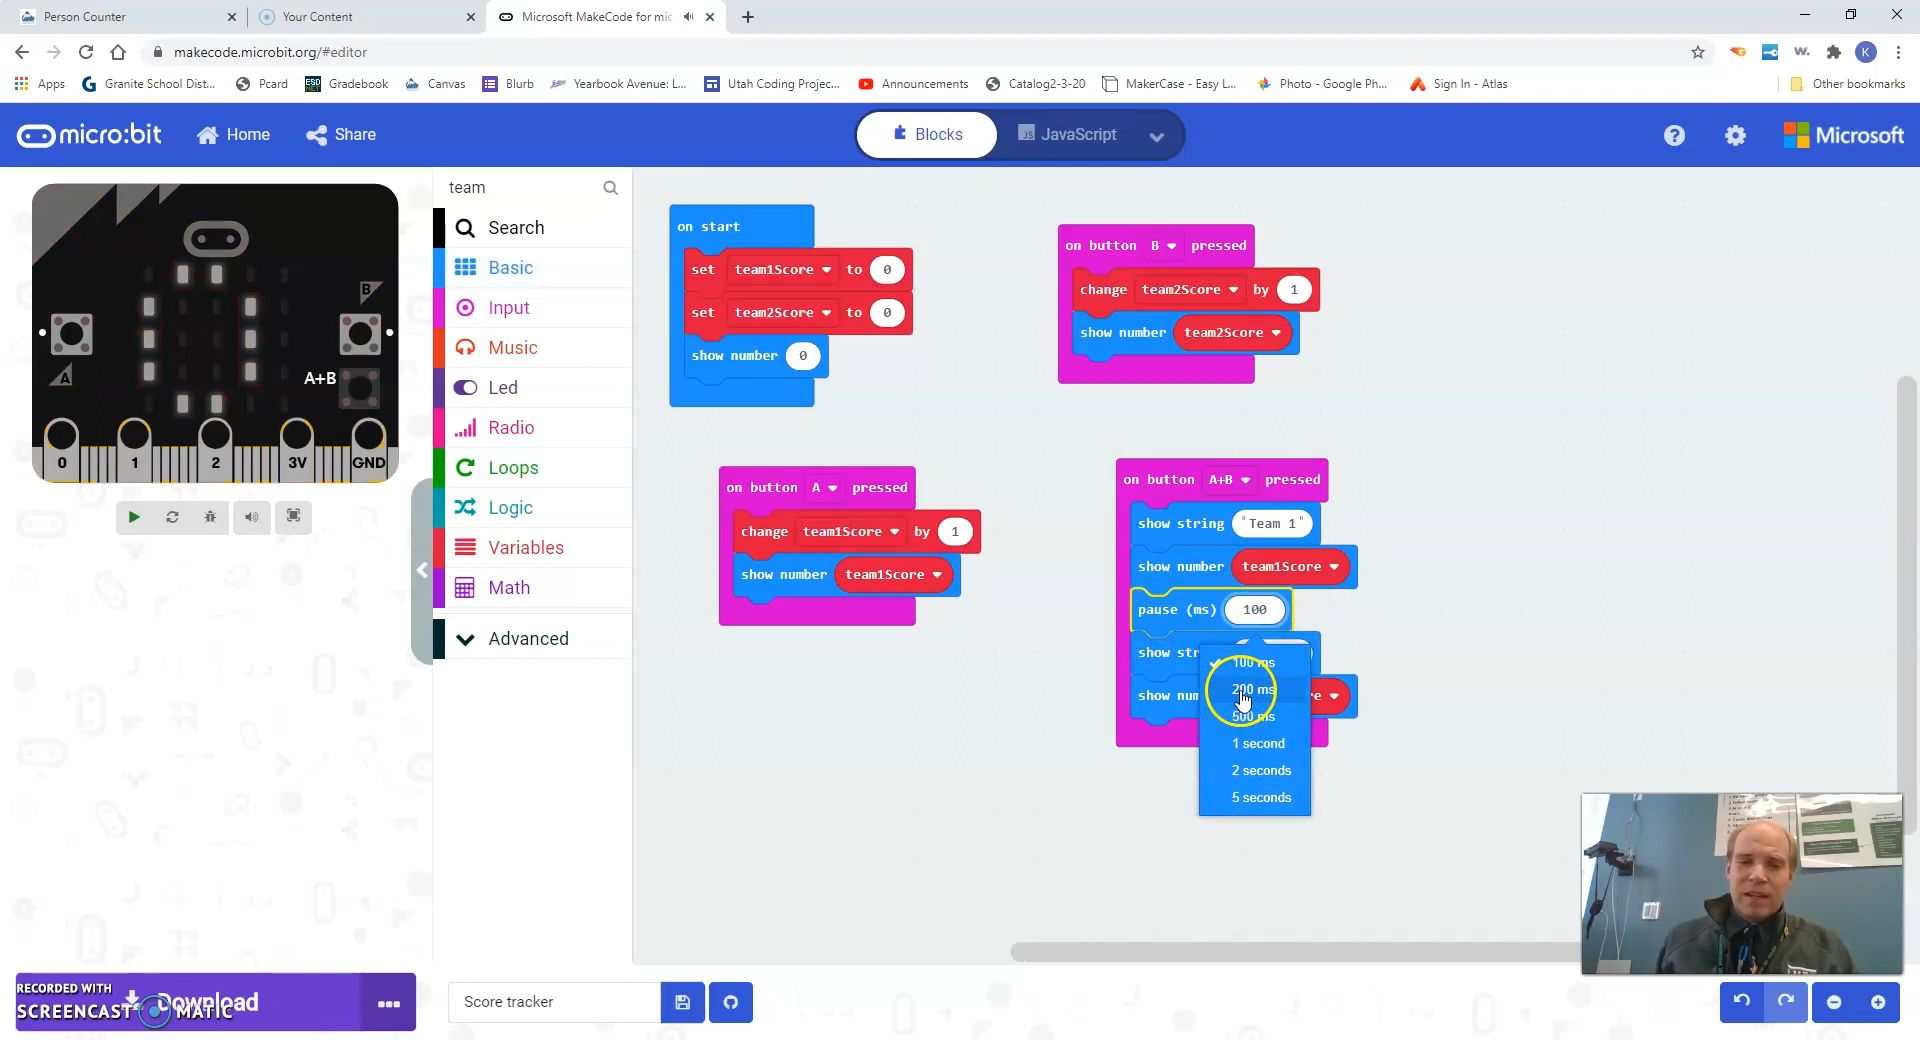 Person Counter
Your Content
Microsoft MakeCode for mic
makecode.microbit.org/#editor
K
Apps
Granite School Dist...
Pcard
Gradebook
Canvas
Blurb
Yearbook Avenue: L...
Utah Coding Projec...
Announcements
Catalog2-3-20
MakerCase - Easy L...
Photo - Google Ph...
Sign In - Atlas
Other bookmarks
micro:bit
Home
Share
Blocks
JS JavaScript
?
Microsoft
B
A
A+B
0 1 2 3V GND
team
Search
Basic
Input
Music
Led
Radio
Loops
Logic
Variables
Math
Advanced
on start
set team1Score to 0
set team2Score to 0
show number 0
on button B pressed
change team2Score by 1
show number team2Score
on button A pressed
change team1Score by 1
show number team1Score
on button A+B pressed
show string "Team 1"
show number team1Score
pause (ms) 100
show str
show num
100 ms
200 ms
500 ms
1 second
2 seconds
5 seconds
RECORDED WITH
SCREENCAST MATIC
Download
Score tracker